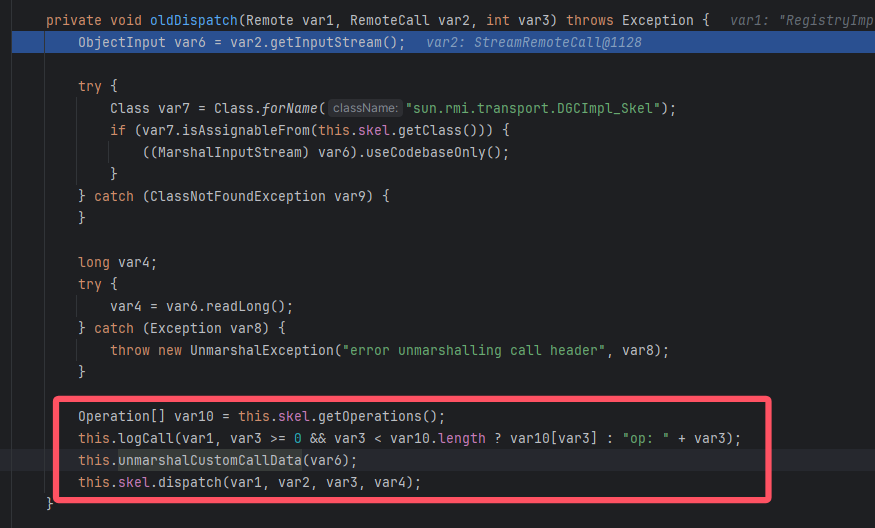 private void oldDispatch(Remote var1, RemoteCall var2, int var3) throws Exception {  var1: "RegistryImp
    ObjectInput var6 = var2.getInputStream();  var2: StreamRemoteCall@1128
    try {
        Class var7 = Class.forName( className: "sun.rmi.transport.DGCImpl_Skel");
        if (var7.isAssignableFrom(this.skel.getClass())) {
            ((MarshalInputStream) var6).useCodebaseOnly();
        }
    } catch (ClassNotFoundException var9) {
    }
    long var4;
    try {
        var4 = var6.readLong();
    } catch (Exception var8) {
        throw new UnmarshalException("error unmarshalling call header", var8);
    }
    Operation[] var10 = this.skel.getOperations();
    this.logCall(var1, var3 >= 0 && var3 < var10.length ? var10[var3] : "op: " + var3);
    this.unmarshalCustomCallData(var6);
    this.skel.dispatch(var1, var2, var3, var4);
}